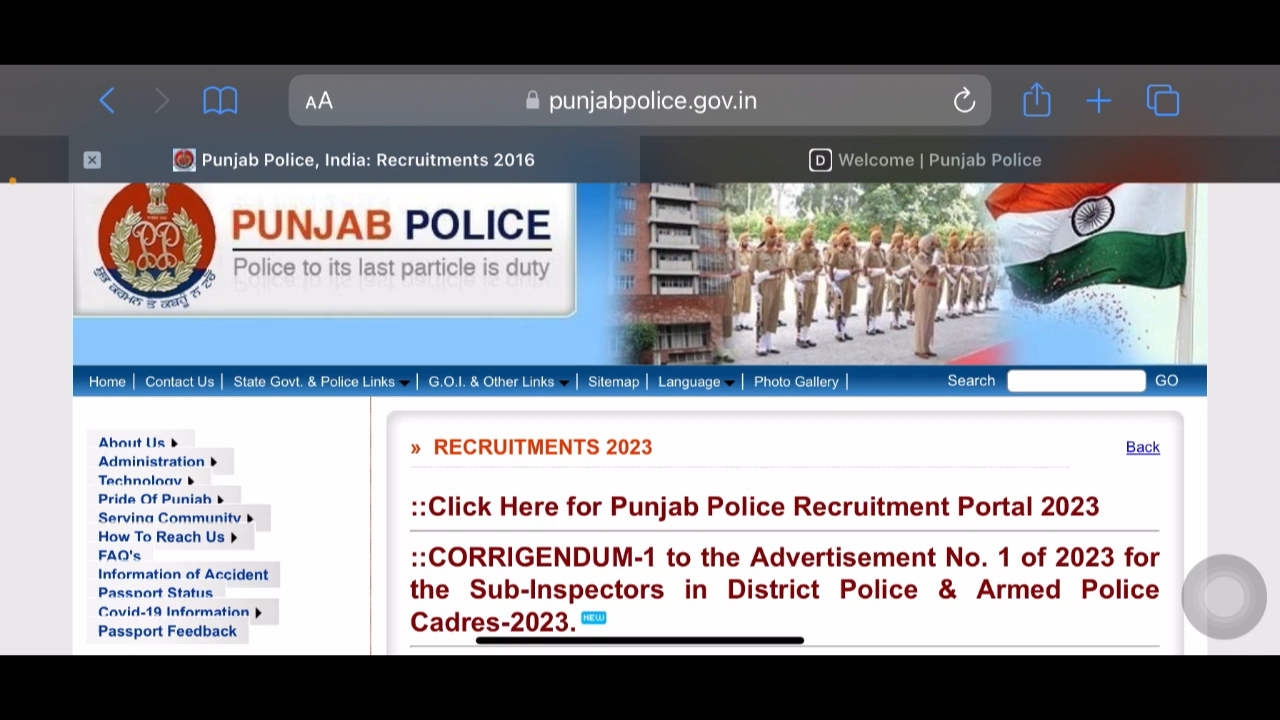 AA punjabpolice.gov.in
Punjab Police, India: Recruitments 2016
D Welcome | Punjab Police
PUNJAB POLICE
Police to its last particle is duty
Home | Contact Us | State Govt. & Police Links | G.O.I. & Other Links | Sitemap | Language | Photo Gallery |
Search GO
About Us
Administration
Technology
Pride Of Punjab
Serving Community
How To Reach Us
FAQ's
Information of Accident
Passport Status
Covid-19 Information
Passport Feedback
» RECRUITMENTS 2023
Back
::Click Here for Punjab Police Recruitment Portal 2023
::CORRIGENDUM-1 to the Advertisement No. 1 of 2023 for
the Sub-Inspectors in District Police & Armed Police
Cadres-2023. NEW